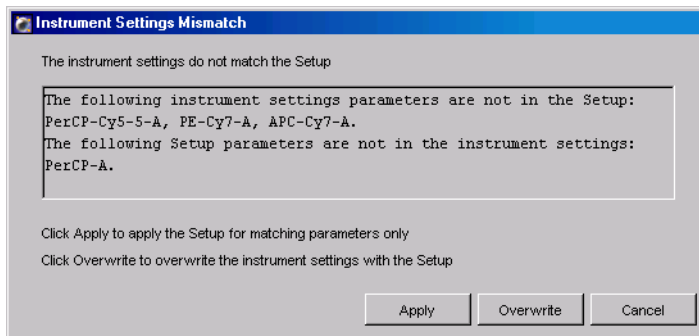 Instrument Settings Mismatch
The instrument settings do not match the Setup
The following instrument settings parameters are not in the Setup:
PerCP-Cy5-5-A, PE-Cy7-A, APC-Cy7-A.
The following Setup parameters are not in the instrument settings:
PerCP-A.
Click Apply to apply the Setup for matching parameters only
Click Overwrite to overwrite the instrument settings with the Setup
Apply Overwrite Cancel